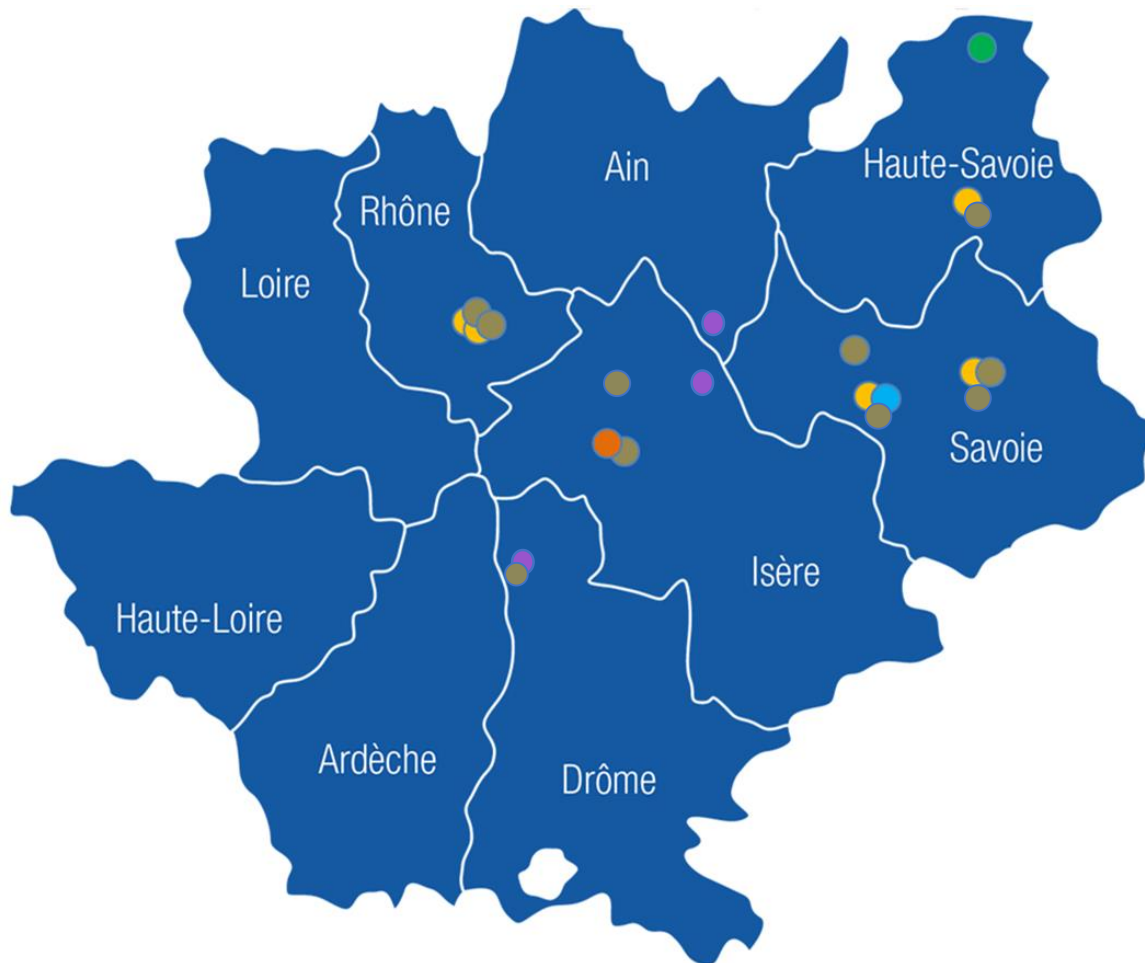 Ain
Haute-Savoie
Rhône
Loire
Savoie
Isère
Haute-Loire
Ardèche
Drôme